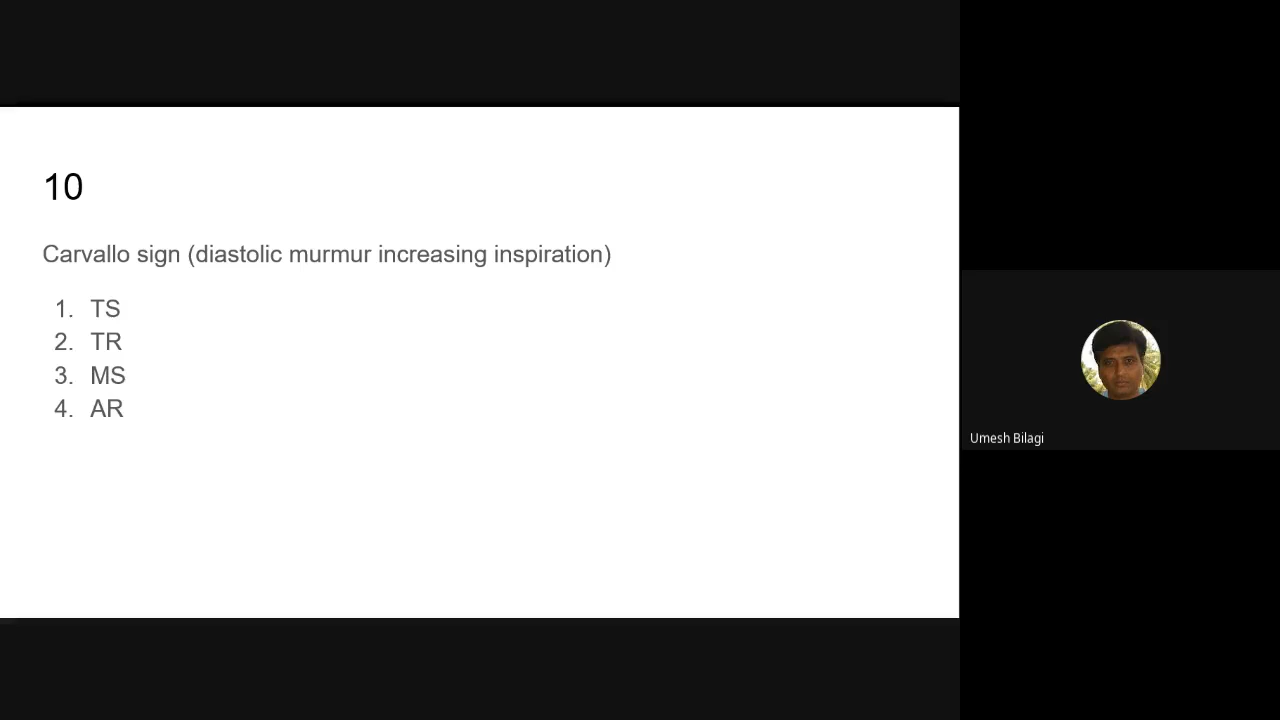 10
Carvallo sign (diastolic murmur increasing inspiration)
1. TS
2. TR
3. MS
4. AR
Umesh Bilagi